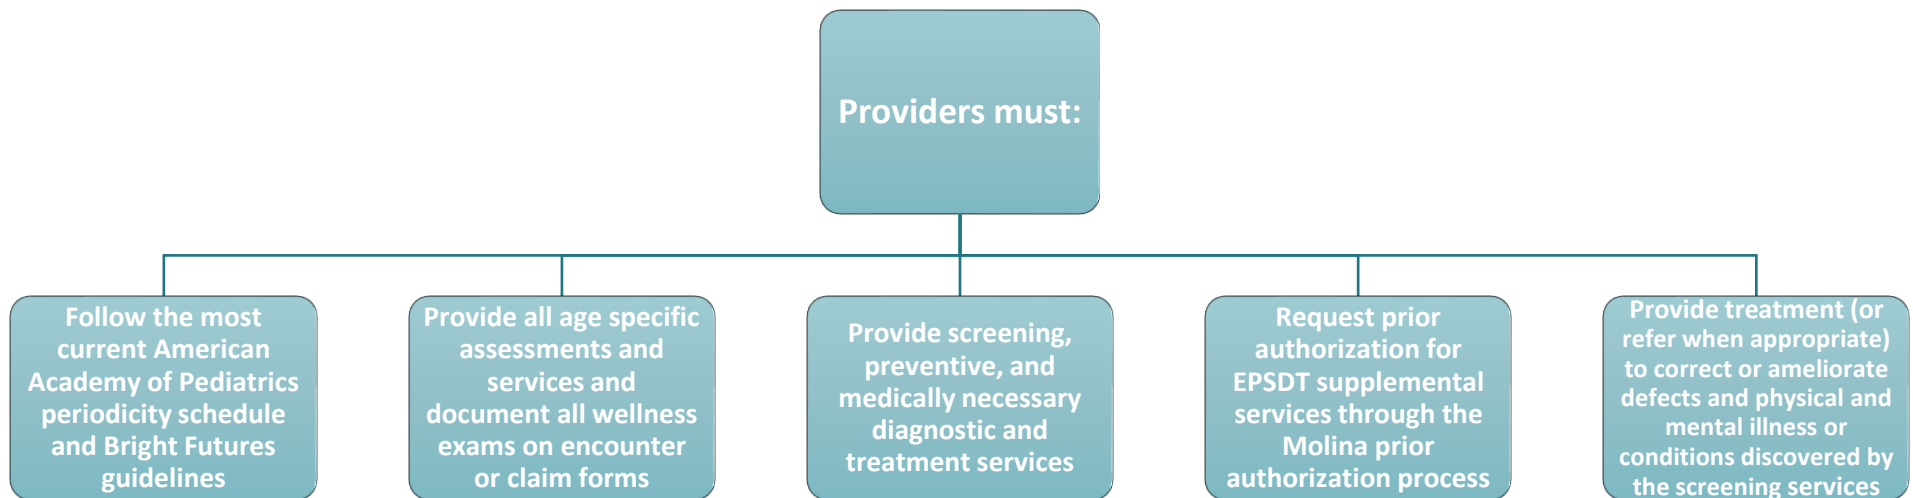 Providers must:
Follow the most
current American
Academy of Pediatrics
periodicity schedule
and Bright Futures
guidelines
Provide all age specific
assessments and
services and
document all wellness
exams on encounter
or claim forms
Provide screening,
preventive, and
medically necessary
diagnostic and
treatment services
Request prior
authorization for
EPSDT supplemental
services through the
Molina prior
authorization process
Provide treatment (or
refer when appropriate)
to correct or ameliorate
defects and physical and
mental illness or
conditions discovered by
the screening services